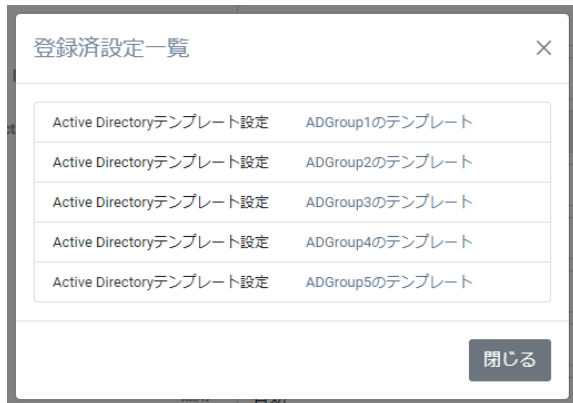 登録済設定一覧
Active Directoryテンプレート設定 ADGroup1のテンプレート
Active Directoryテンプレート設定 ADGroup2のテンプレート
Active Directoryテンプレート設定 ADGroup3のテンプレート
Active Directoryテンプレート設定 ADGroup4のテンプレート
Active Directoryテンプレート設定 ADGroup5のテンプレート
閉じる